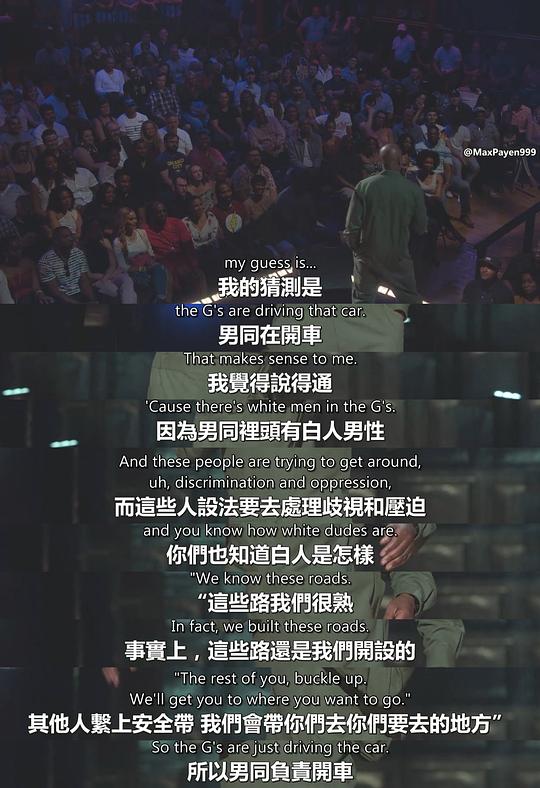 @MaxPayen999
my guess is...
我的猜測是
the G's are driving that car.
男同在開車
That makes sense to me.
我覺得說得通
'Cause there's white men in the G's.
因為男同裡頭有白人男性
And these people are trying to get around,
uh, discrimination and oppression,
而這些人設法要去處理歧視和壓迫
and you know how white dudes are.
你們也知道白人是怎樣
"We know these roads.
“這些路我們很熟
In fact, we built these roads.
事實上，這些路還是我們開設的
"The rest of you, buckle up.
We'll get you to where you want to go."
其他人繫上安全帶 我們會帶你們去你們要去的地方”
So the G's are just driving the car.
所以男同負責開車